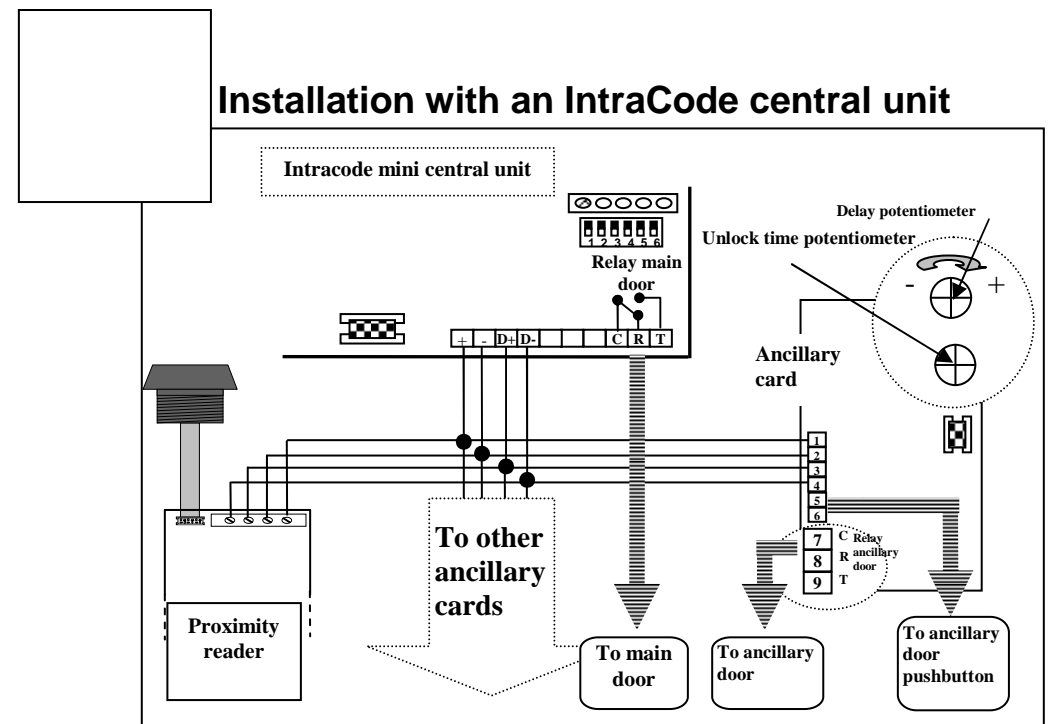 Installation with an IntraCode central unit
Intracode mini central unit
1 2 3 4 5 6
Relay main
door
Delay potentiometer
Unlock time potentiometer
- +
+ - D+ D- C R T
Ancillary
card
1
2
3
4
5
6
7 C Relay
8 R ancillary
door
9 T
Proximity
reader
To other
ancillary
cards
To main
door
To ancillary
door
To ancillary
door
pushbutton